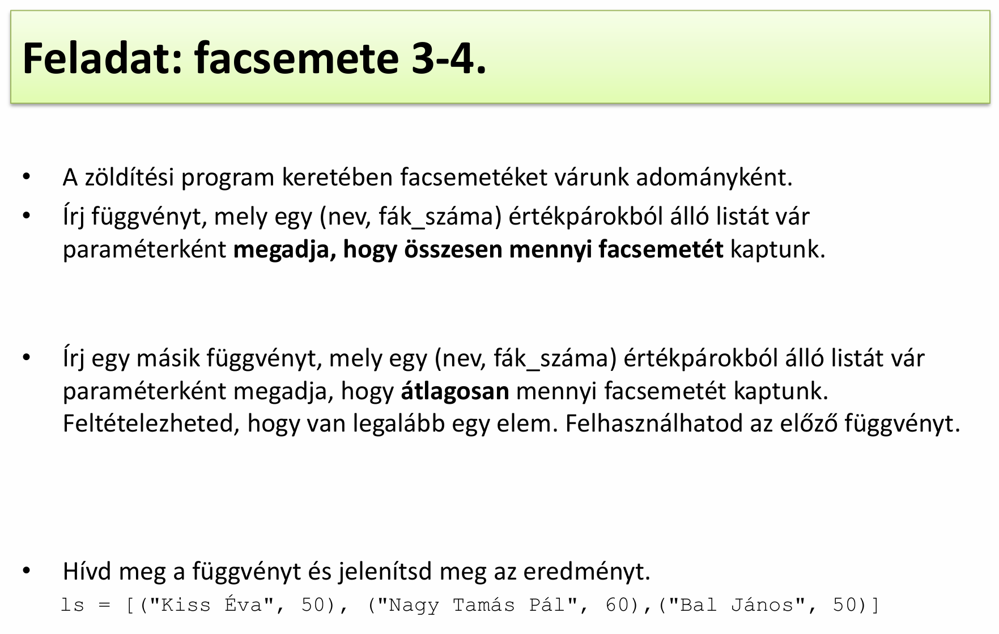 Feladat: facsemete 3-4.
• A zöldítési program keretében facsemetéket várunk adományként.
• Írj függvényt, mely egy (nev, fák_száma) értékpárokból álló listát vár
paraméterként megadja, hogy összesen mennyi facsemetét kaptunk.
• Írj egy másik függvényt, mely egy (nev, fák_száma) értékpárokból álló listát vár
paraméterként megadja, hogy átlagosan mennyi facsemetét kaptunk.
Feltételezheted, hogy van legalább egy elem. Felhasználhatod az előző függvényt.
• Hívd meg a függvényt és jelenítsd meg az eredményt.
ls = [("Kiss Éva", 50), ("Nagy Tamás Pál", 60),("Bal János", 50)]